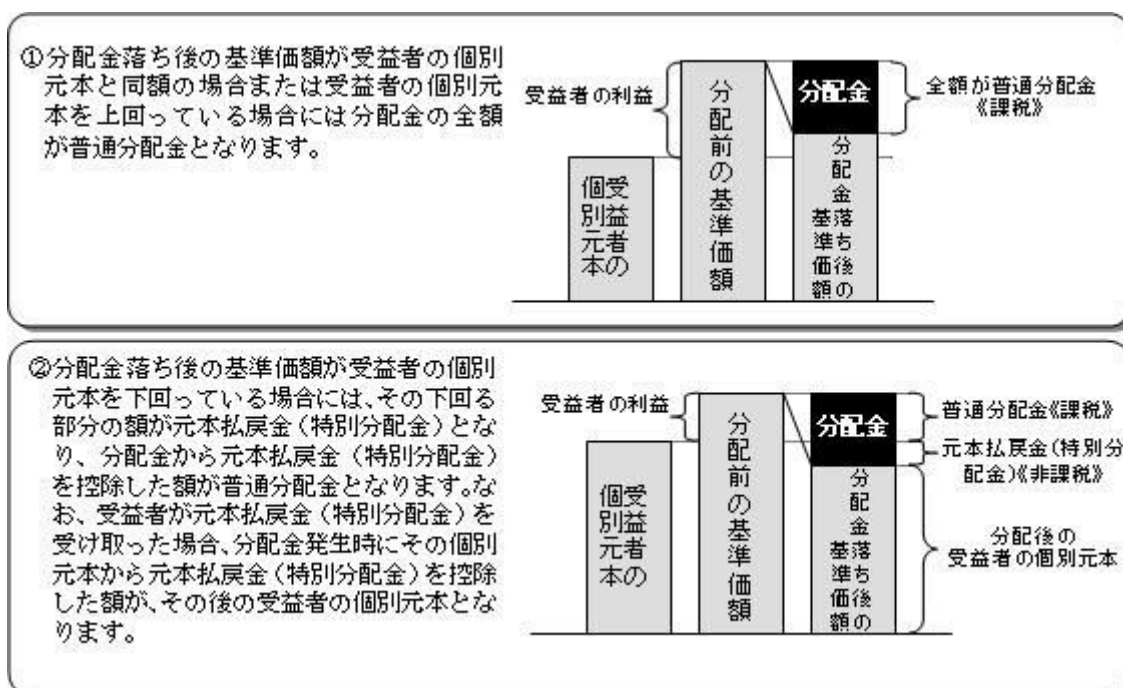 ①分配金落ち後の基準価額が受益者の個別
元本と同額の場合または受益者の個別元
本を上回っている場合には分配金の全額
が普通分配金となります。
受益者の利益
受益者の
個別元本
分配前の基準価額
分配金
分配金落ち後の
基準価額
全額が普通分配金
《課税》
②分配金落ち後の基準価額が受益者の個別
元本を下回っている場合には、その下回る
部分の額が元本払戻金(特別分配金)とな
り、分配金から元本払戻金(特別分配金)
を控除した額が普通分配金となります。な
お、受益者が元本払戻金(特別分配金)を
受け取った場合、分配金発生時にその個別
元本から元本払戻金(特別分配金)を控除
した額が、その後の受益者の個別元本とな
ります。
受益者の利益
受益者の
個別元本
分配前の基準価額
分配金
分配金落ち後の
基準価額
普通分配金《課税》
元本払戻金(特別分
配金)《非課税》
分配後の
受益者の個別元本